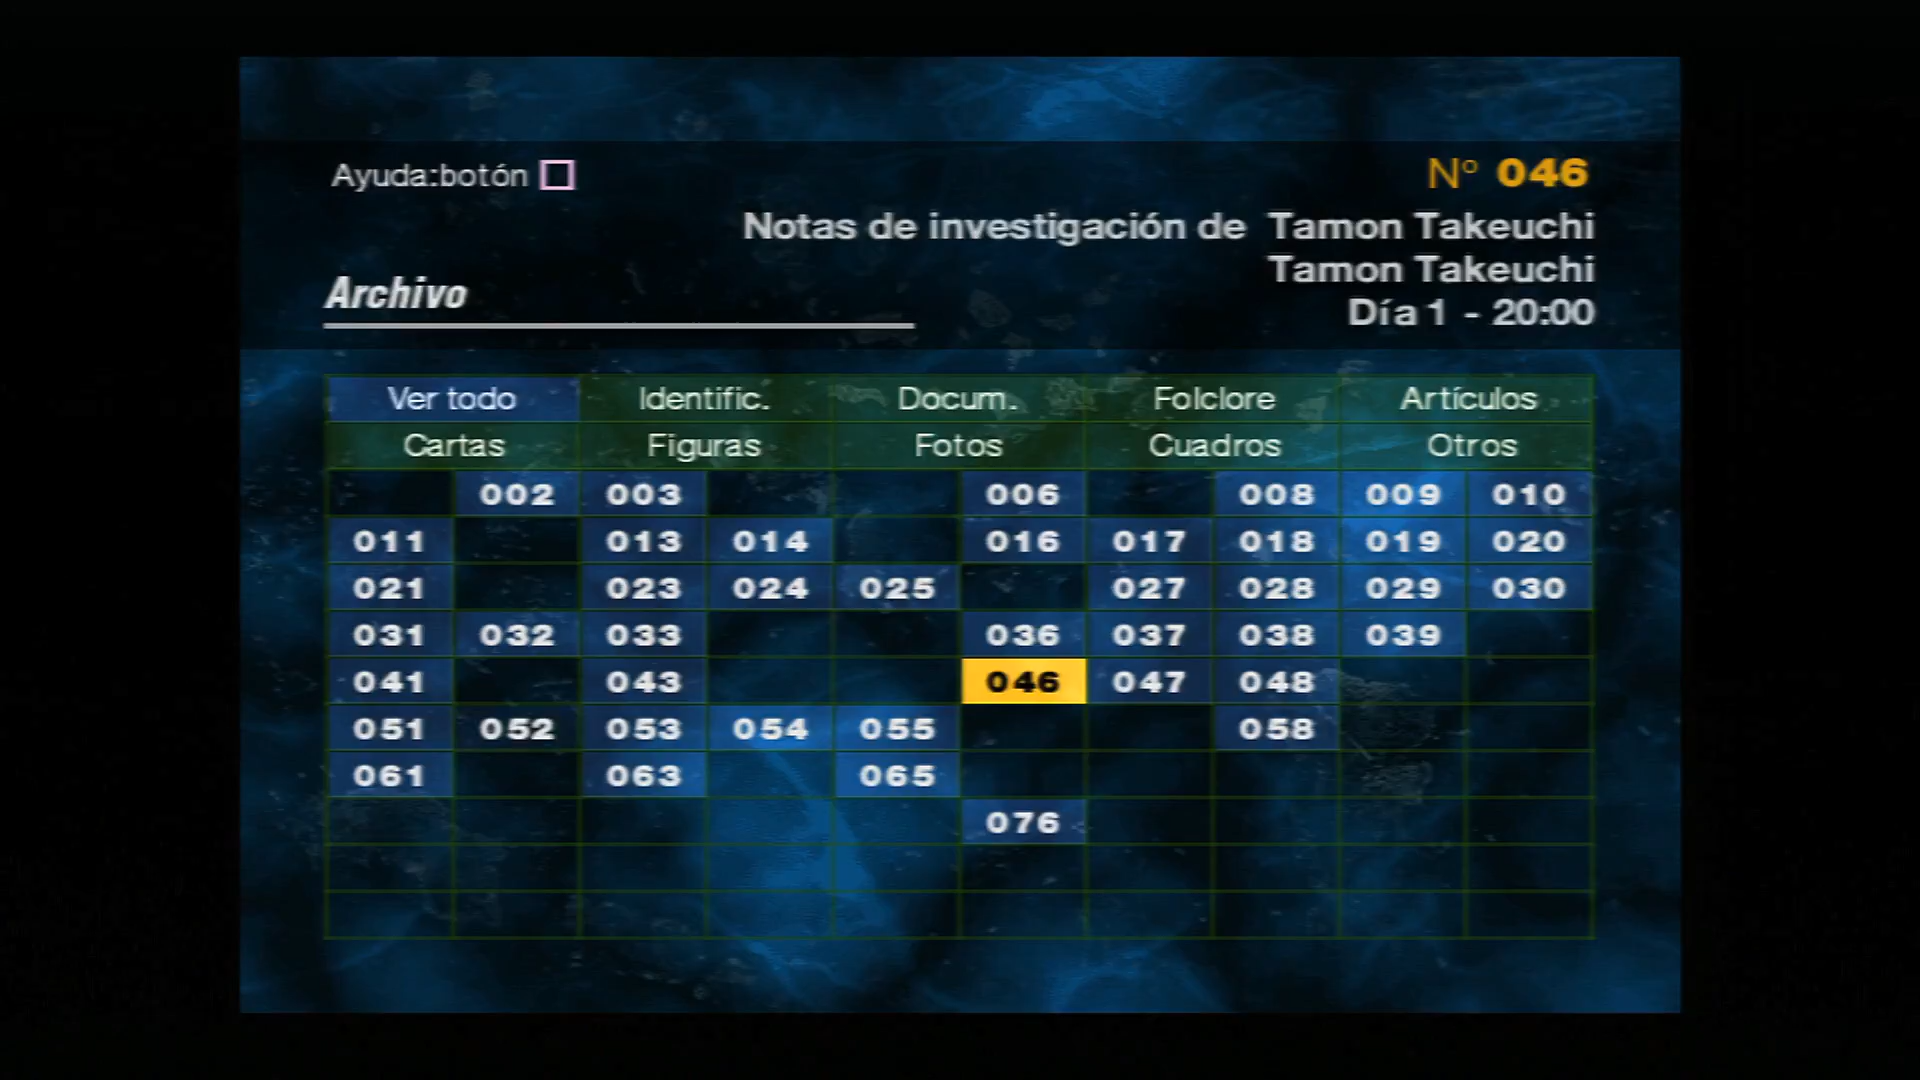 Ayuda:botón
Nº 046
Notas de investigación de Tamon Takeuchi
Tamon Takeuchi
Día 1 - 20:00
Archivo
Ver todo Identific. Docum. Folclore Artículos
Cartas Figuras Fotos Cuadros Otros
002 003 006 008 009 010
011 013 014 016 017 018 019 020
021 023 024 025 027 028 029 030
031 032 033 036 037 038 039
041 043 046 047 048
051 052 053 054 055 058
061 063 065
076